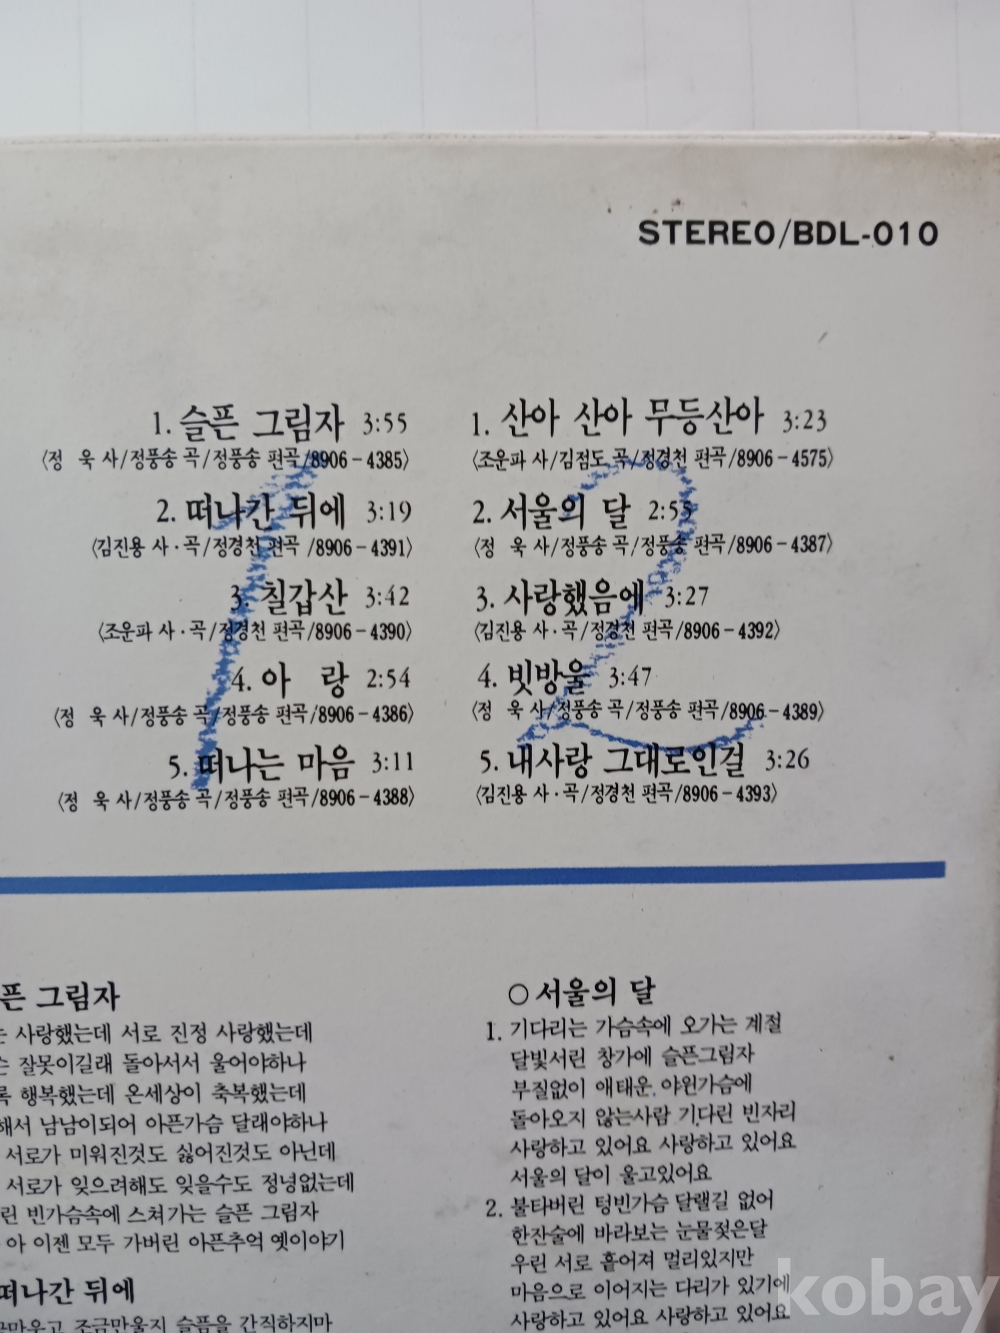 STEREO/BDL-010
1. 슬픈 그림자 3:55
〈정 욱 사/정풍송 곡/정풍송 편곡/8906-4385〉
2. 떠나간 뒤에 3:19
〈김진용 사·곡/정경천 편곡/8906-4391〉
3. 칠갑산 3:42
〈조운파 사·곡/정경천 편곡/8906-4390〉
4. 아 랑 2:54
〈정 욱 사/정풍송 곡/정풍송 편곡/8906-4386〉
5. 떠나는 마음 3:11
〈정 욱 사/정풍송 곡/정풍송 편곡/8906-4388〉
1. 산아 산아 무등산아 3:23
〈조운파 사/김점도 곡/정경천 편곡/8906-4575〉
2. 서울의 달 2:55
〈정 욱 사/정풍송 곡/정풍송 편곡/8906-4387〉
3. 사랑했음에 3:27
〈김진용 사·곡/정경천 편곡/8906-4392〉
4. 빗방울 3:47
〈정 욱 사/정풍송 곡/정풍송 편곡/8906-4389〉
5. 내사랑 그대로인걸 3:26
〈김진용 사·곡/정경천 편곡/8906-4393〉
12
픈 그림자
는 사랑했는데 서로 진정 사랑했는데
잘못이길래 돌아서서 울어야하나
록 행복했는데 온세상이 축복했는데
해서 남남이되어 아픈가슴 달래야하나
서로가 미워진것도 싫어진것도 아닌데
서로가 잊으려해도 잊을수도 정녕없는데
린 빈가슴속에 스쳐가는 슬픈 그림자
아 이젠 모두 가버린 아픈추억 옛이야기
떠나간 뒤에
조금만울지 슬픔을 간직하지마
○ 서울의 달
1. 기다리는 가슴속에 오가는 계절
달빛서린 창가에 슬픈그림자
부질없이 애태운 야윈가슴에
돌아오지 않는사람 기다린 빈자리
사랑하고 있어요 사랑하고 있어요
서울의 달이 울고있어요
2. 불타버린 텅빈가슴 달랠길 없어
한잔술에 바라보는 눈물젖은달
우린 서로 흩어져 멀리있지만
마음으로 이어지는 다리가 있기에
사랑하고 있어요 사랑하고 있어요
kobay